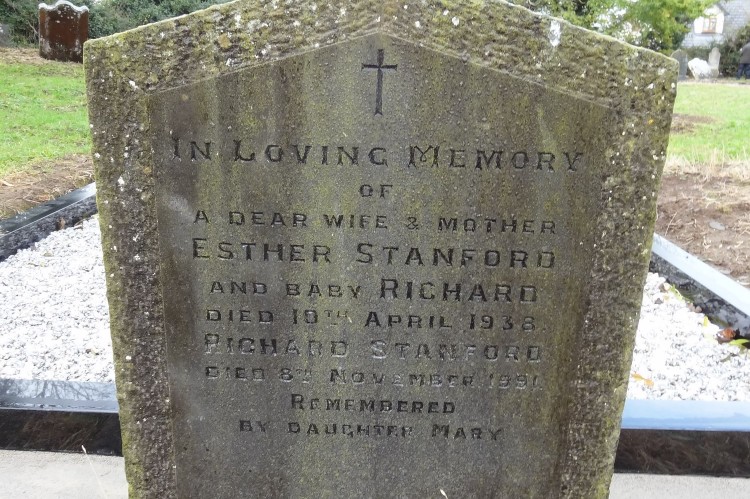 In Loving Memory
OF
A DEAR WIFE & MOTHER
ESTHER STANFORD
AND BABY RICHARD
DIED 10TH APRIL 1938
RICHARD STANFORD
DIED 8TH NOVEMBER 1991
REMEMBERED
BY DAUGHTER MARY